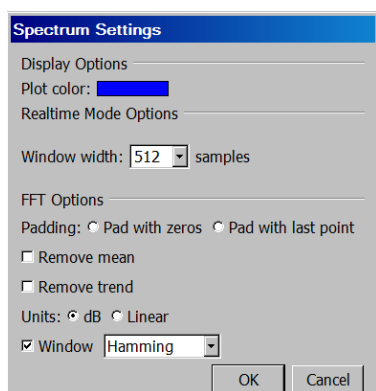 Spectrum Settings
Display Options
Plot color:
Realtime Mode Options
Window width: 512 samples
FFT Options
Padding: Pad with zeros Pad with last point
Remove mean
Remove trend
Units: dB Linear
Window Hamming
OK Cancel